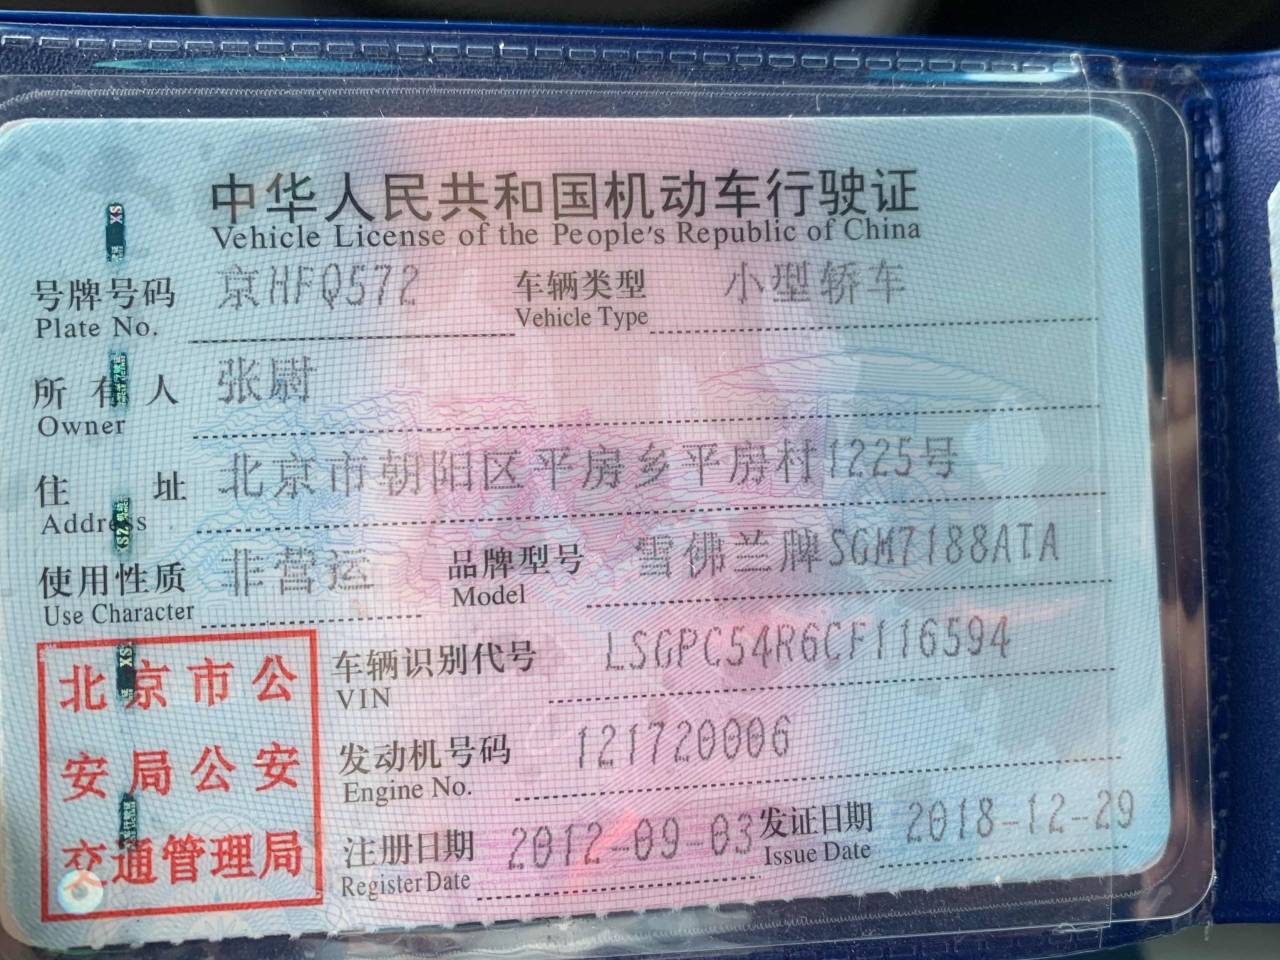 中华人民共和国机动车行驶证
Vehicle License of the People's Republic of China
号牌号码 京HFQ572 车辆类型 小型轿车
Plate No. Vehicle Type
所有人 张尉
Owner
住址 北京市朝阳区平房乡平房村1225号
Address
使用性质 非营运 品牌型号 雪佛兰牌SGM7188ATA
Use Character Model
车辆识别代号 LSGPC54R6CF116594
VIN
发动机号码 121720006
Engine No.
注册日期 2012-09-03 发证日期 2018-12-29
Register Date Issue Date
北京市公
安局公安
交通管理局